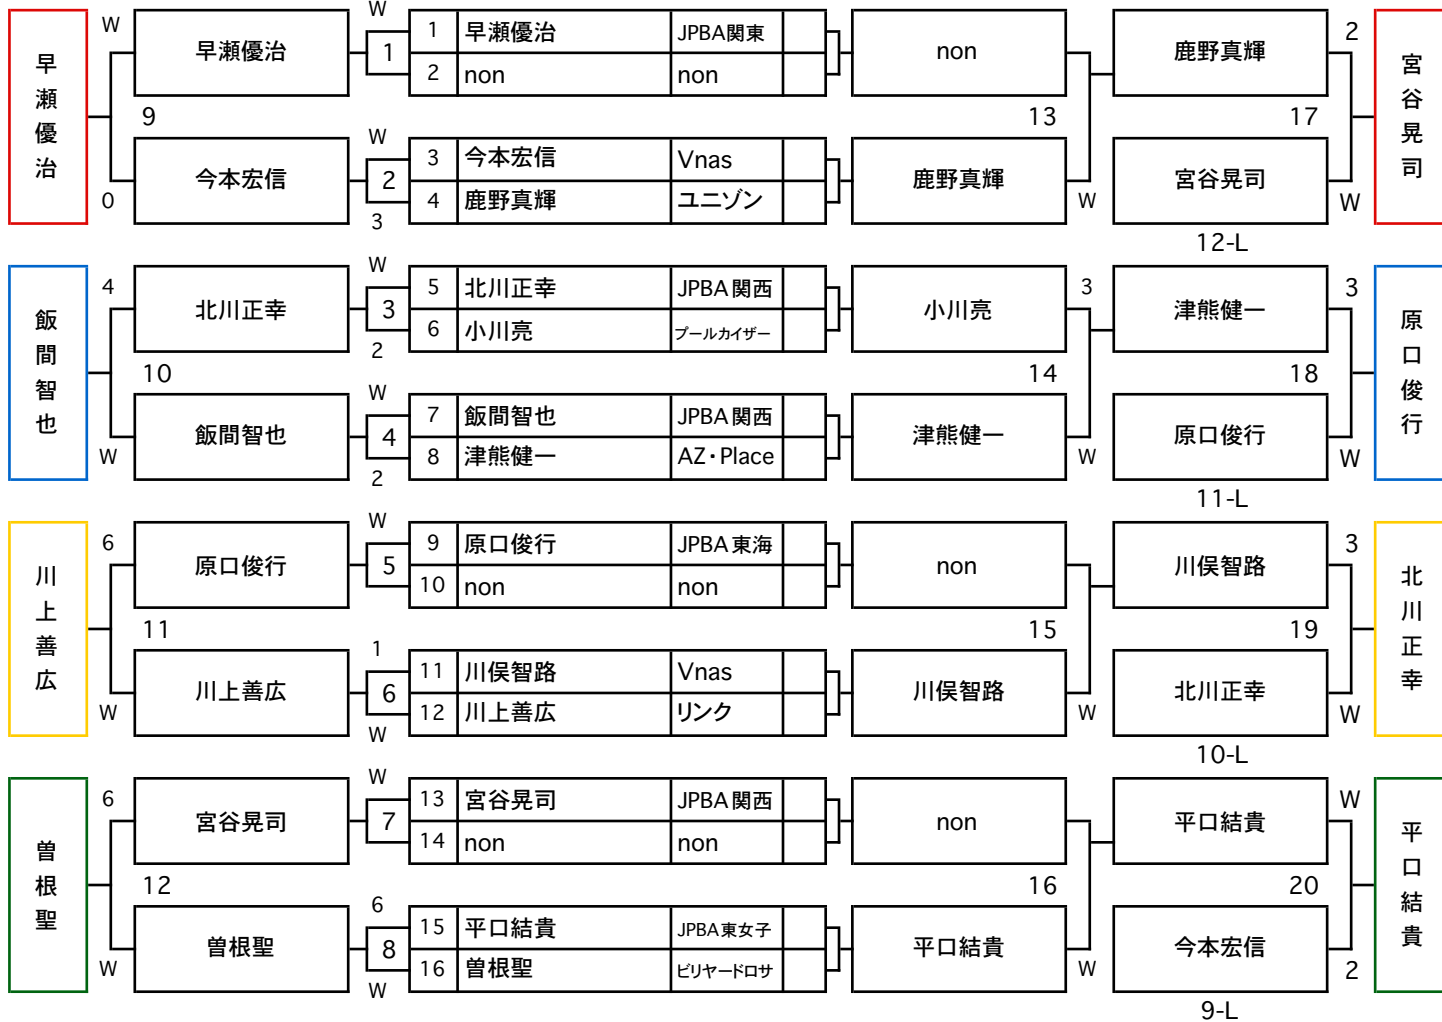 早瀬優治
W
0
早瀬優治
9
今本宏信
W
1
W
2
3
1 早瀬優治 JPBA関東
2 non non
3 今本宏信 Vnas
4 鹿野真輝 ユニゾン
non
13
鹿野真輝
W
鹿野真輝
17
宮谷晃司
12-L
2
W
宮谷晃司
飯間智也
4
W
北川正幸
10
飯間智也
W
3
2
W
4
2
5 北川正幸 JPBA関西
6 小川亮 プールカイザー
7 飯間智也 JPBA関西
8 津熊健一 AZ・Place
小川亮
14
津熊健一
3
W
津熊健一
18
原口俊行
11-L
3
W
原口俊行
川上善広
6
W
原口俊行
11
川上善広
W
5
1
6
W
9 原口俊行 JPBA東海
10 non non
11 川俣智路 Vnas
12 川上善広 リンク
non
15
川俣智路
W
川俣智路
19
北川正幸
10-L
3
W
北川正幸
曽根聖
6
W
宮谷晃司
12
曽根聖
W
7
6
8
W
13 宮谷晃司 JPBA関西
14 non non
15 平口結貴 JPBA東女子
16 曽根聖 ビリヤードロサ
non
16
平口結貴
W
平口結貴
20
今本宏信
9-L
W
2
平口結貴